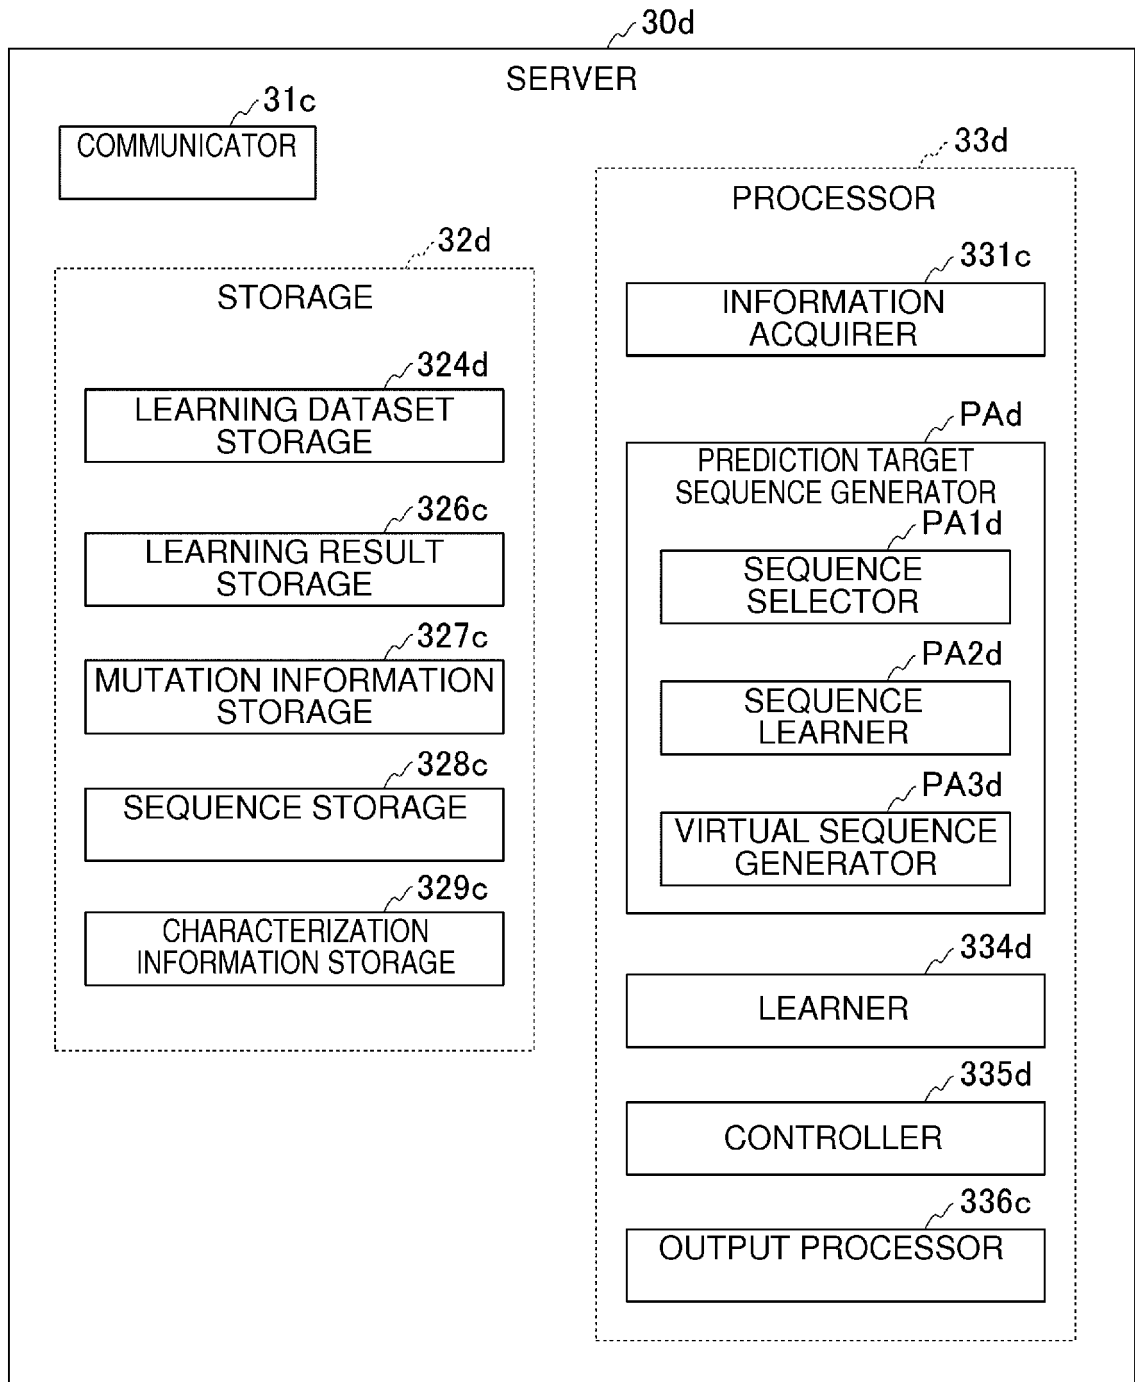 30d
SERVER
31c
COMMUNICATOR
32d
STORAGE
324d
LEARNING DATASET
STORAGE
326c
LEARNING RESULT
STORAGE
327c
MUTATION INFORMATION
STORAGE
328c
SEQUENCE STORAGE
329c
CHARACTERIZATION
INFORMATION STORAGE
33d
PROCESSOR
331c
INFORMATION
ACQUIRER
PAd
PREDICTION TARGET
SEQUENCE GENERATOR
PA1d
SEQUENCE
SELECTOR
PA2d
SEQUENCE
LEARNER
PA3d
VIRTUAL SEQUENCE
GENERATOR
334d
LEARNER
335d
CONTROLLER
336c
OUTPUT PROCESSOR